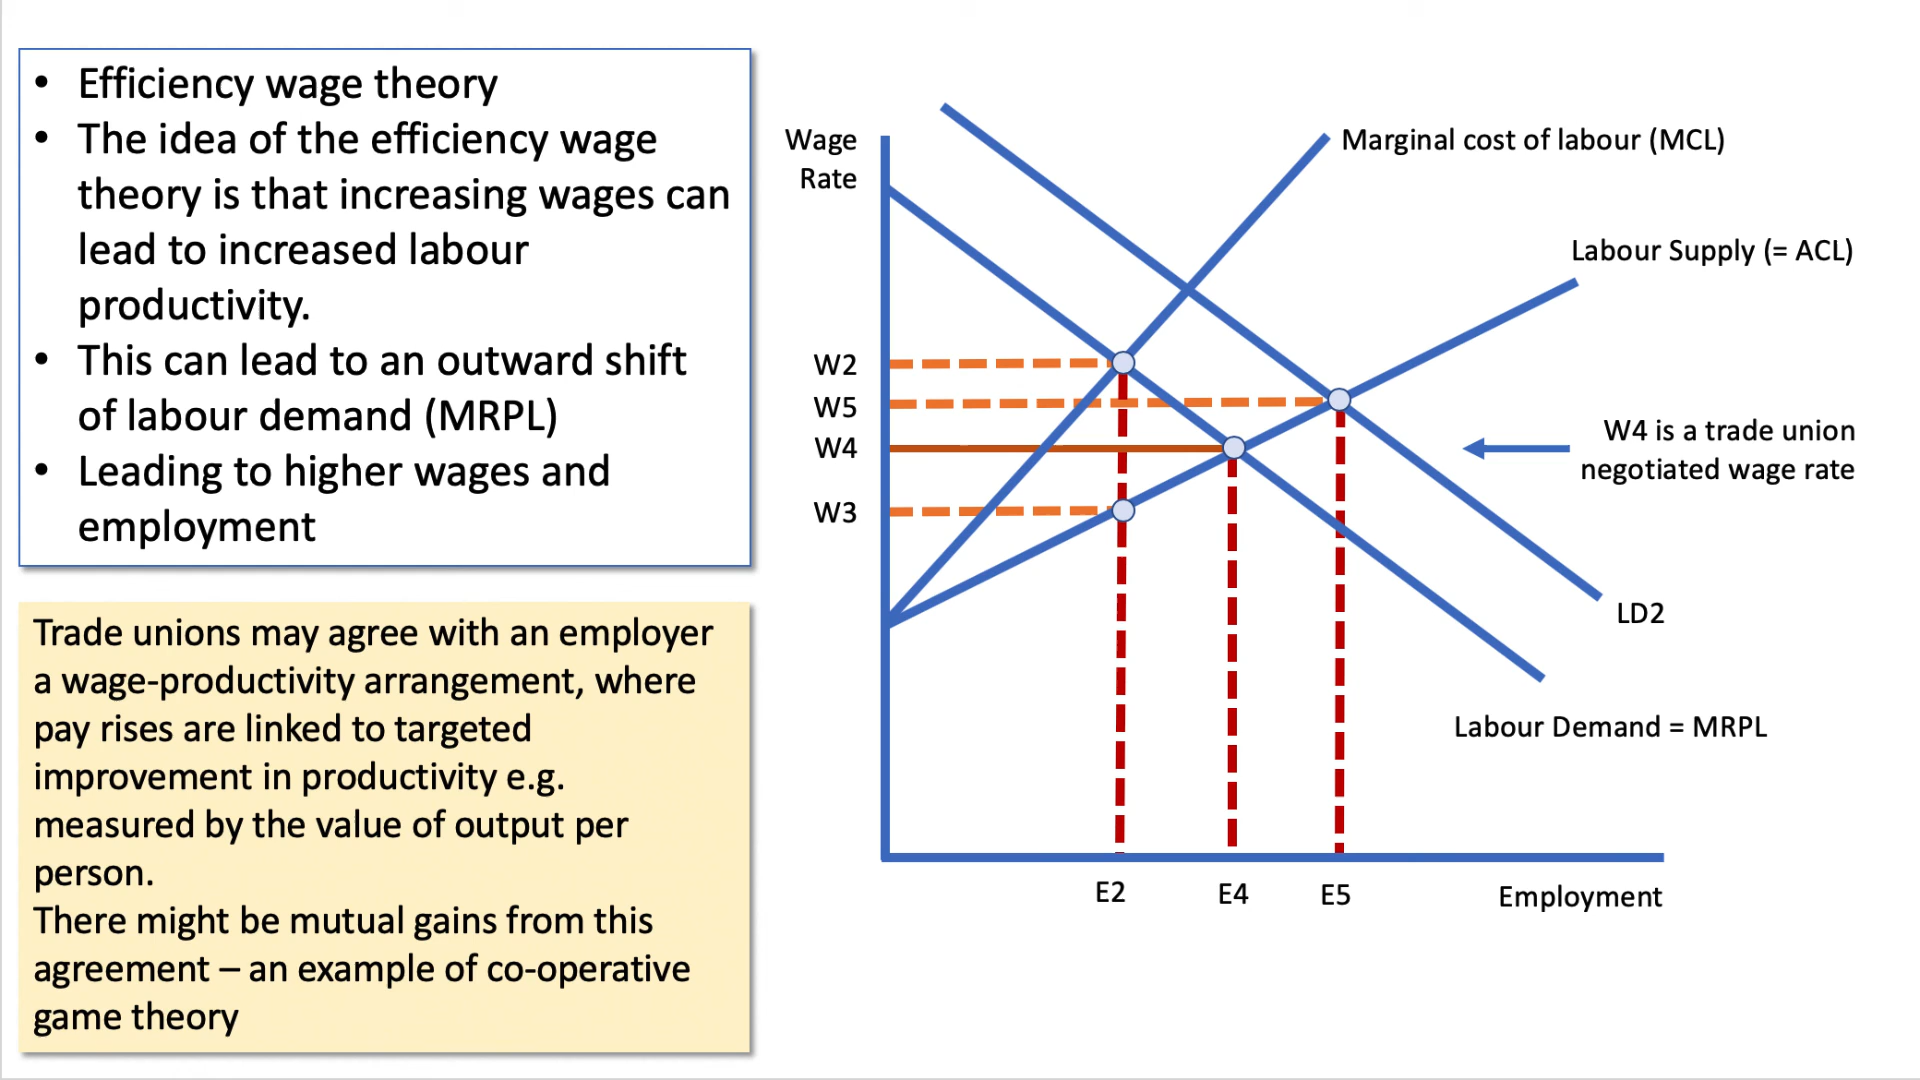 • Efficiency wage theory
• The idea of the efficiency wage
theory is that increasing wages can
lead to increased labour
productivity.
• This can lead to an outward shift
of labour demand (MRPL)
• Leading to higher wages and
employment
Trade unions may agree with an employer
a wage-productivity arrangement, where
pay rises are linked to targeted
improvement in productivity e.g.
measured by the value of output per
person.
There might be mutual gains from this
agreement – an example of co-operative
game theory
Wage
Rate
Marginal cost of labour (MCL)
Labour Supply (= ACL)
W2
W5
W4
W3
W4 is a trade union
negotiated wage rate
LD2
Labour Demand = MRPL
E2
E4
E5
Employment